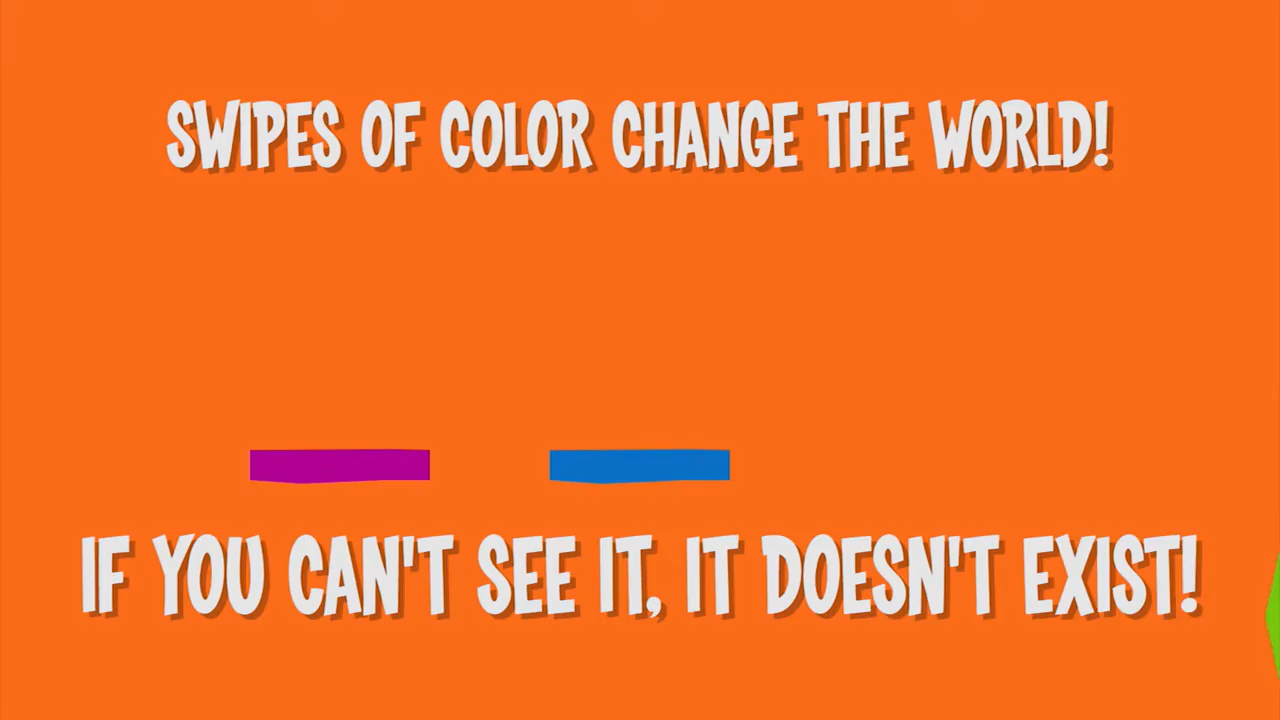 SWIPES OF COLOR CHANGE THE WORLD!
IF YOU CAN'T SEE IT, IT DOESN'T EXIST!